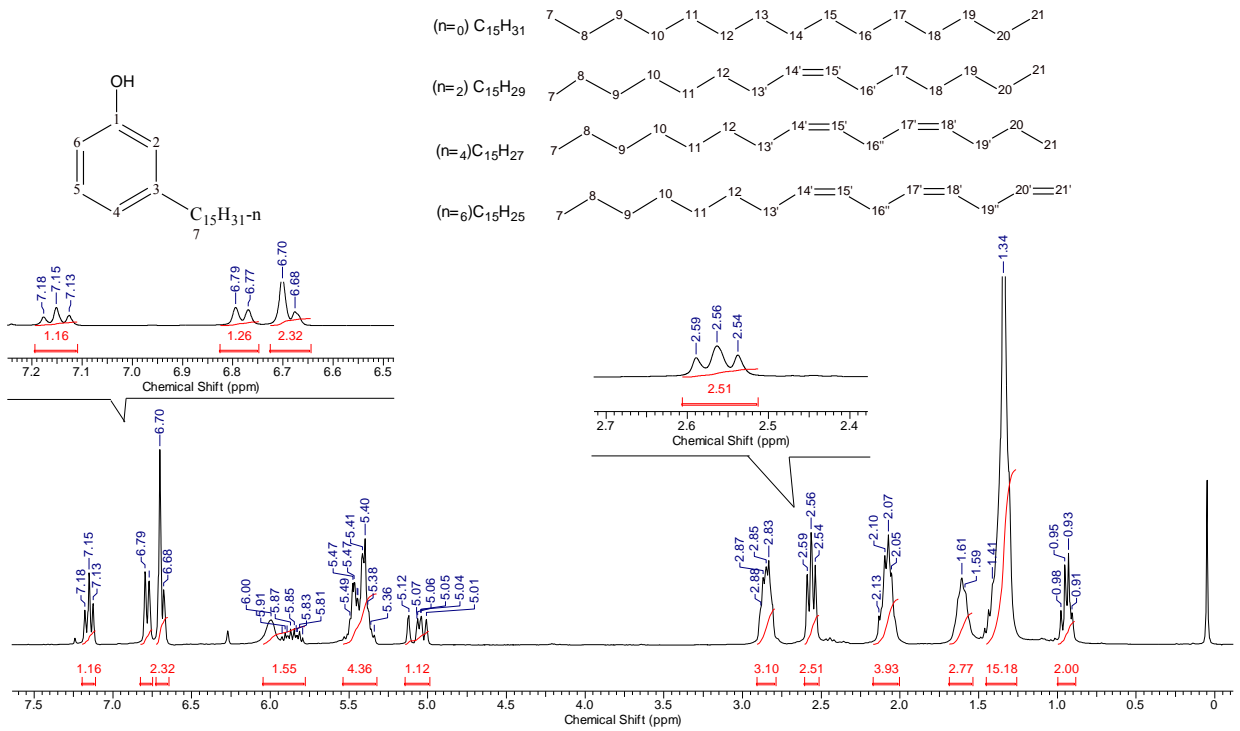 (n=0) C15H31
7 8 9 10 11 12 13 14 15 16 17 18 19 20 21
(n=2) C15H29
7 8 9 10 11 12 13' 14' 15' 16' 17 18 19 20 21
(n=4)C15H27
7 8 9 10 11 12 13' 14' 15' 16'' 17' 18' 19' 20 21
(n=6)C15H25
7 8 9 10 11 12 13' 14' 15' 16'' 17' 18' 19'' 20' 21'
OH
1
6 2
5 3
4 C15H31-n
7
7.18 7.15 7.13 6.79 6.77 6.70 6.68
1.16 1.26 2.32
7.2 7.1 7.0 6.9 6.8 6.7 6.6 6.5
Chemical Shift (ppm)
2.59 2.56 2.54
2.51
2.7 2.6 2.5 2.4
Chemical Shift (ppm)
7.18 7.15 7.13 6.79 6.70 6.68 6.00 5.91 5.87 5.85 5.83 5.81 5.49 5.47 5.47 5.41 5.40 5.38 5.36 5.12 5.07 5.06 5.05 5.04 5.01 2.88 2.87 2.85 2.83 2.59 2.56 2.54 2.13 2.10 2.07 2.05 1.61 1.59 1.41 1.34 0.98 0.95 0.93 0.91
1.16 2.32 1.55 4.36 1.12 3.10 2.51 3.93 2.77 15.18 2.00
7.5 7.0 6.5 6.0 5.5 5.0 4.5 4.0 3.5 3.0 2.5 2.0 1.5 1.0 0.5 0
Chemical Shift (ppm)